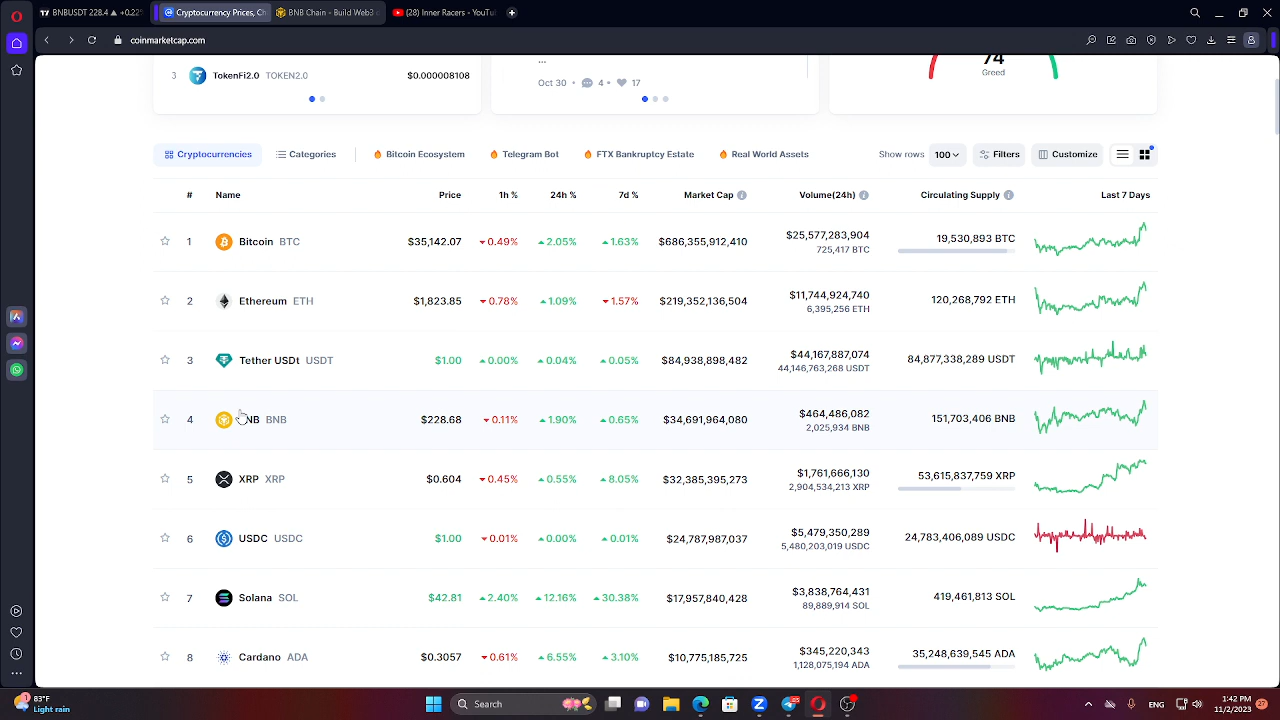 BNBUSDT 228.4 ▲ +0.22% Cryptocurrency Prices, Ch BNB Chain - Build Web3 (28) Inner Racers - YouTu
coinmarketcap.com
3 TokenFi2.0 TOKEN2.0 $0.000008108
...
Oct 30 • 4 • 17
74
Greed
Cryptocurrencies Categories Bitcoin Ecosystem Telegram Bot FTX Bankruptcy Estate Real World Assets Show rows 100 Filters Customize
# Name Price 1h % 24h % 7d % Market Cap Volume(24h) Circulating Supply Last 7 Days
1 Bitcoin BTC $35,142.07 0.49% 2.05% 1.63% $686,355,912,410 $25,577,283,904 19,530,893 BTC
725,417 BTC
2 Ethereum ETH $1,823.85 0.78% 1.09% 1.57% $219,352,136,504 $11,744,924,740 120,268,792 ETH
6,395,256 ETH
3 Tether USDt USDT $1.00 0.00% 0.04% 0.05% $84,938,898,482 $44,167,887,074 84,877,338,289 USDT
44,146,763,268 USDT
4 BNB BNB $228.68 0.11% 1.90% 0.65% $34,691,964,080 $464,486,082 151,703,406 BNB
2,025,934 BNB
5 XRP XRP $0.604 0.45% 0.55% 8.05% $32,385,395,273 $1,761,666,130 53,615,837,759 XRP
2,904,534,213 XRP
6 USDC USDC $1.00 0.01% 0.00% 0.01% $24,787,987,037 $5,479,350,289 24,783,406,089 USDC
5,480,203,019 USDC
7 Solana SOL $42.81 2.40% 12.16% 30.38% $17,957,840,428 $3,838,764,431 419,461,813 SOL
89,889,914 SOL
8 Cardano ADA $0.3057 0.61% 6.55% 3.10% $10,775,185,725 $345,220,343 35,248,639,545 ADA
1,128,075,194 ADA
83°F
Light rain
Search
ENG
1:42 PM
11/2/2023